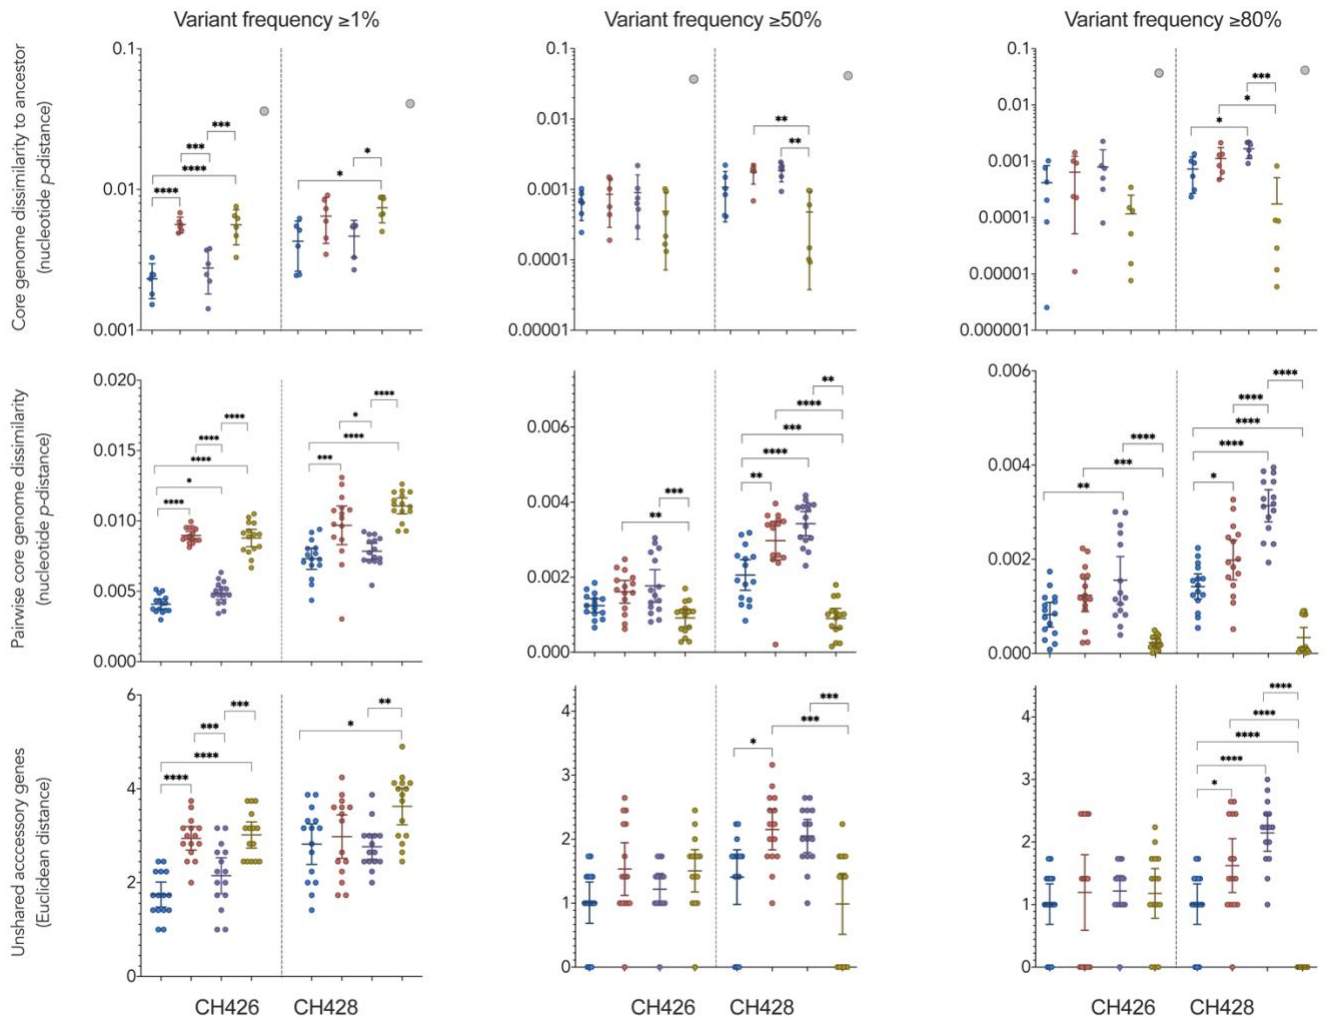 Variant frequency ≥1%
Variant frequency ≥50%
Variant frequency ≥80%
Core genome dissimilarity to ancestor
(nucleotide p-distance)
0.1
0.01
0.001
*** *** **** **** * *
0.1
0.01
0.001
0.0001
0.00001
** **
0.1
0.01
0.001
0.0001
0.00001
0.000001
*** * *
Pairwise core genome dissimilarity
(nucleotide p-distance)
0.020
0.015
0.010
0.005
0.000
**** **** **** * **** **** * **** ***
0.006
0.004
0.002
0.000
*** ** ** **** *** **** **
0.006
0.004
0.002
0.000
**** *** ** **** **** **** **** *
Unshared acccessory genes
(Euclidean distance)
6
4
2
0
*** *** **** **** ** *
4
3
2
1
0
*** *** *
4
3
2
1
0
**** **** **** **** *
CH426 CH428
CH426 CH428
CH426 CH428